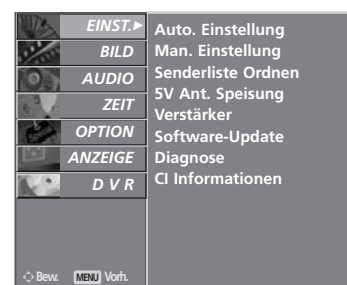 EINST.
BILD
AUDIO
ZEIT
OPTION
ANZEIGE
D V R
Auto. Einstellung
Man. Einstellung
Senderliste Ordnen
5V Ant. Speisung
Verstärker
Software-Update
Diagnose
CI Informationen
Bew. MENU Vorh.